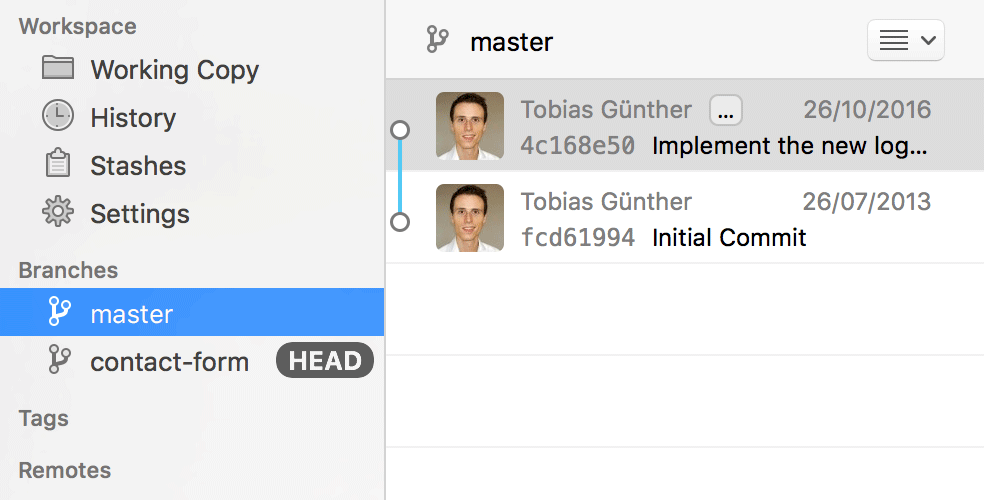 Workspace
Working Copy
History
Stashes
Settings
Branches
master
contact-form HEAD
Tags
Remotes
master
Tobias Günther ... 26/10/2016
4c168e50 Implement the new log...
Tobias Günther 26/07/2013
fcd61994 Initial Commit